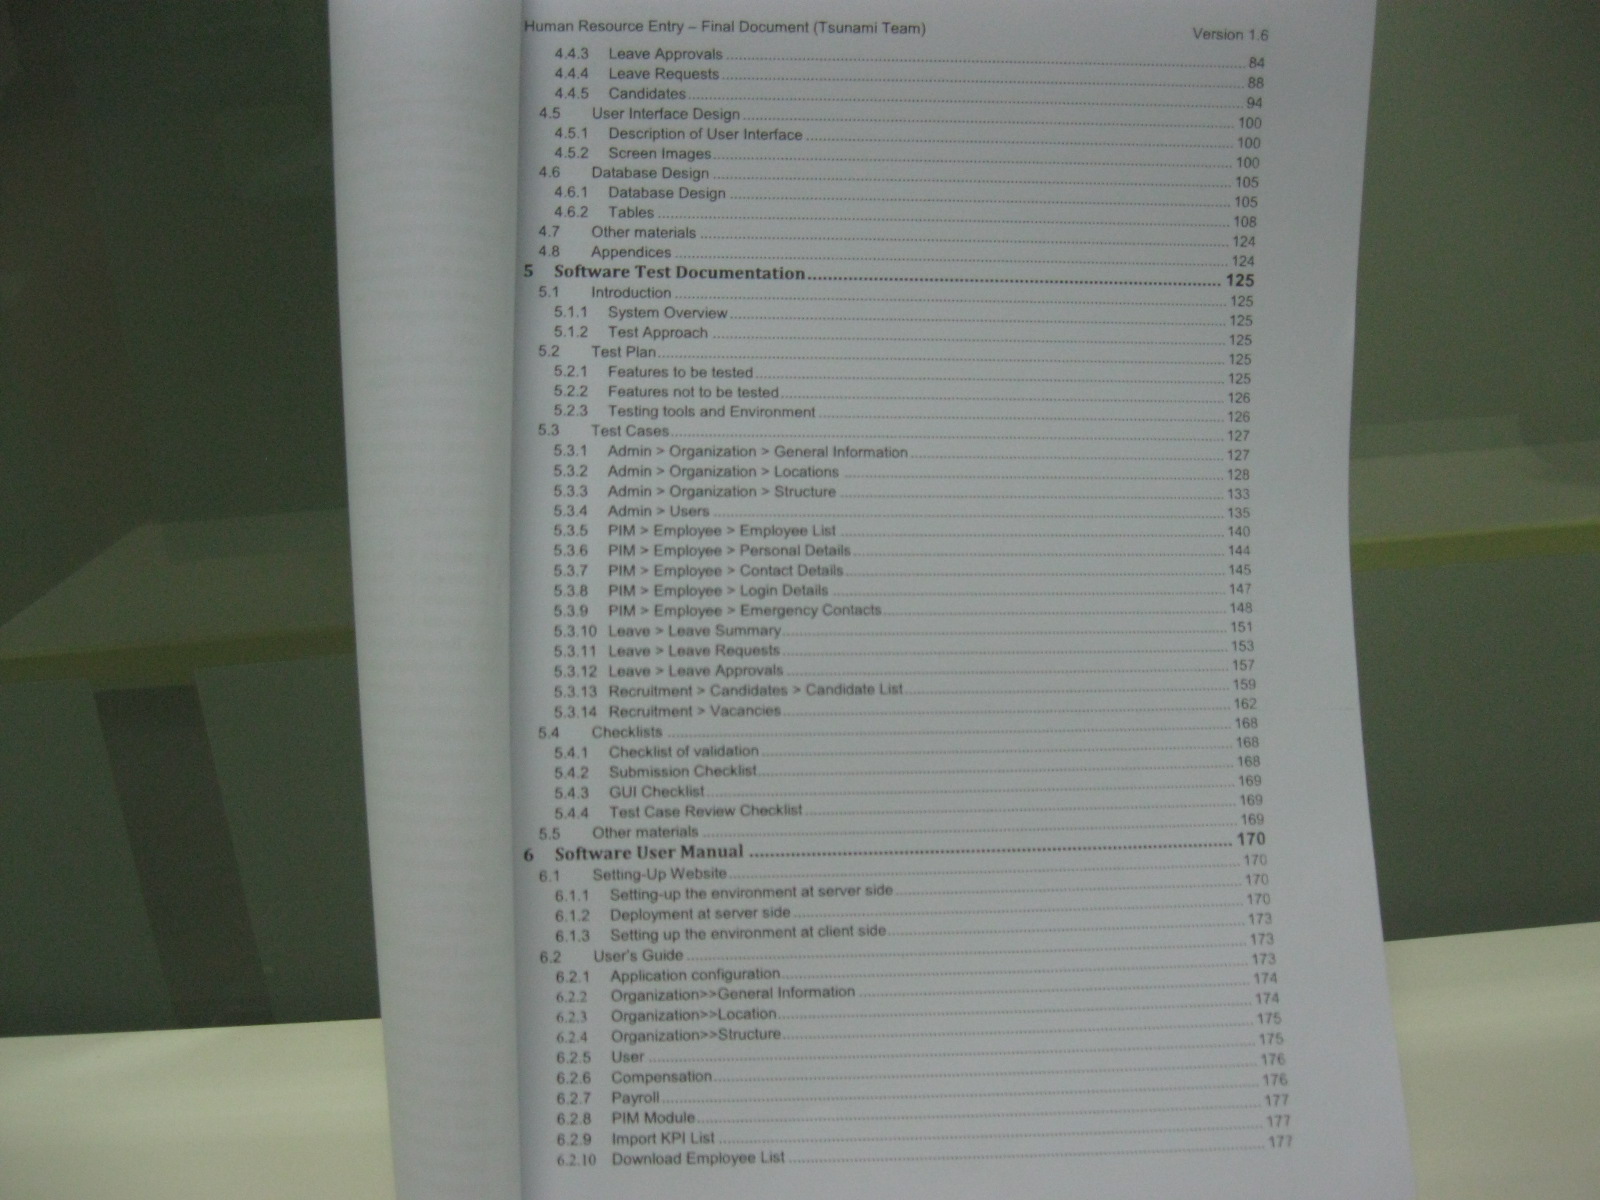 Human Resource Entry – Final Document (Tsunami Team) Version 1.6
4.4.3 Leave Approvals 84
4.4.4 Leave Requests 88
4.4.5 Candidates 94
4.5 User Interface Design 100
4.5.1 Description of User Interface 100
4.5.2 Screen Images 100
4.6 Database Design 105
4.6.1 Database Design 105
4.6.2 Tables 108
4.7 Other materials 124
4.8 Appendices 124
5 Software Test Documentation 125
5.1 Introduction 125
5.1.1 System Overview 125
5.1.2 Test Approach 125
5.2 Test Plan 125
5.2.1 Features to be tested 125
5.2.2 Features not to be tested 126
5.2.3 Testing tools and Environment 126
5.3 Test Cases 127
5.3.1 Admin > Organization > General Information 127
5.3.2 Admin > Organization > Locations 128
5.3.3 Admin > Organization > Structure 133
5.3.4 Admin > Users 135
5.3.5 PIM > Employee > Employee List 140
5.3.6 PIM > Employee > Personal Details 144
5.3.7 PIM > Employee > Contact Details 145
5.3.8 PIM > Employee > Login Details 147
5.3.9 PIM > Employee > Emergency Contacts 148
5.3.10 Leave > Leave Summary 151
5.3.11 Leave > Leave Requests 153
5.3.12 Leave > Leave Approvals 157
5.3.13 Recruitment > Candidates > Candidate List 159
5.3.14 Recruitment > Vacancies 162
5.4 Checklists 168
5.4.1 Checklist of validation 168
5.4.2 Submission Checklist 168
5.4.3 GUI Checklist 169
5.4.4 Test Case Review Checklist 169
5.5 Other materials 169
6 Software User Manual 170
6.1 Setting-Up Website 170
6.1.1 Setting-up the environment at server side 170
6.1.2 Deployment at server side 170
6.1.3 Setting up the environment at client side 173
6.2 User's Guide 173
6.2.1 Application configuration 173
6.2.2 Organization>>General Information 174
6.2.3 Organization>>Location 174
6.2.4 Organization>>Structure 175
6.2.5 User 175
6.2.6 Compensation 176
6.2.7 Payroll 176
6.2.8 PIM Module 177
6.2.9 Import KPI List 177
6.2.10 Download Employee List 177